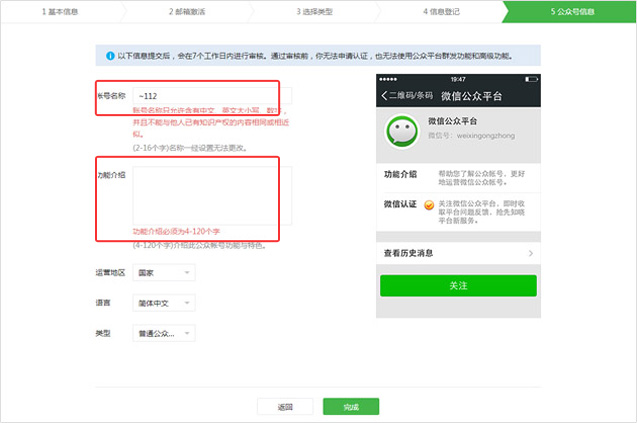 1 基本信息
2 邮箱激活
3 选择类型
4 信息登记
5 公众号信息
以下信息提交后，会在7个工作日内进行审核。通过审核前，你无法申请认证，也无法使用公众平台群发功能和高级功能。
帐号名称
~112
帐号名称只允许含有中文、英文大小写、数字，
并且不能与他人已有知识产权的内容相同或相近
似。
(2-16个字)名称一经设置无法更改。
功能介绍
功能介绍必须为4-120个字
(4-120个字)介绍此公众帐号功能与特色。
运营地区
国家
语言
简体中文
类型
普通公众...
返回
完成
19:47
二维码/条码
微信公众平台
微信公众平台
微信号：weixingongzhong
功能介绍
帮助您了解公众帐号，更好
地运营微信公众帐号。
微信认证
关注微信公众平台，即时收
取平台问题反馈，抢先知晓
平台新服务。
查看历史消息
关注